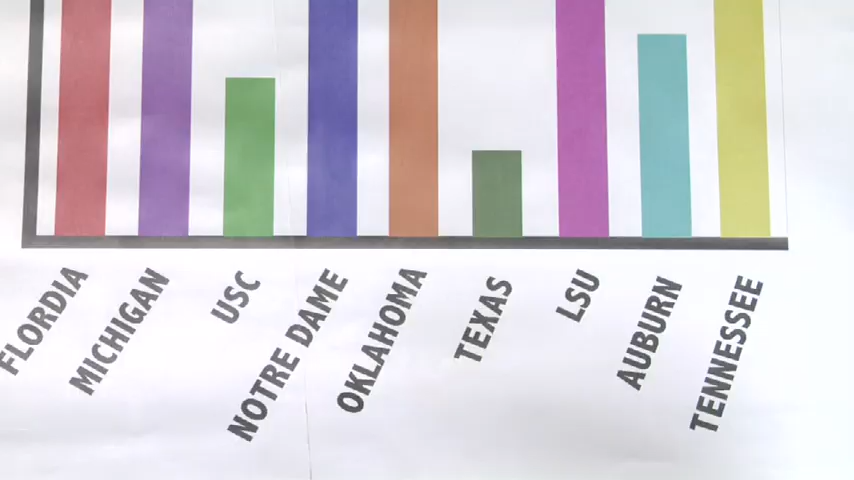 FLORDIA
MICHIGAN
USC
NOTRE DAME
OKLAHOMA
TEXAS
LSU
AUBURN
TENNESSEE